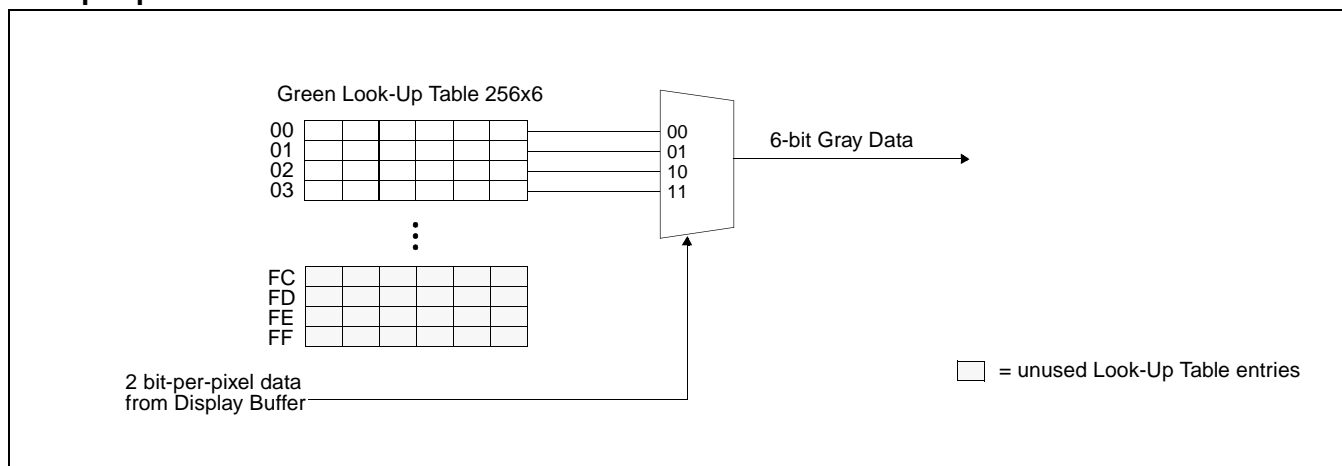 Green Look-Up Table 256x6
00
01
02
03
00
01
10
11
6-bit Gray Data
FC
FD
FE
FF
2 bit-per-pixel data
from Display Buffer
= unused Look-Up Table entries